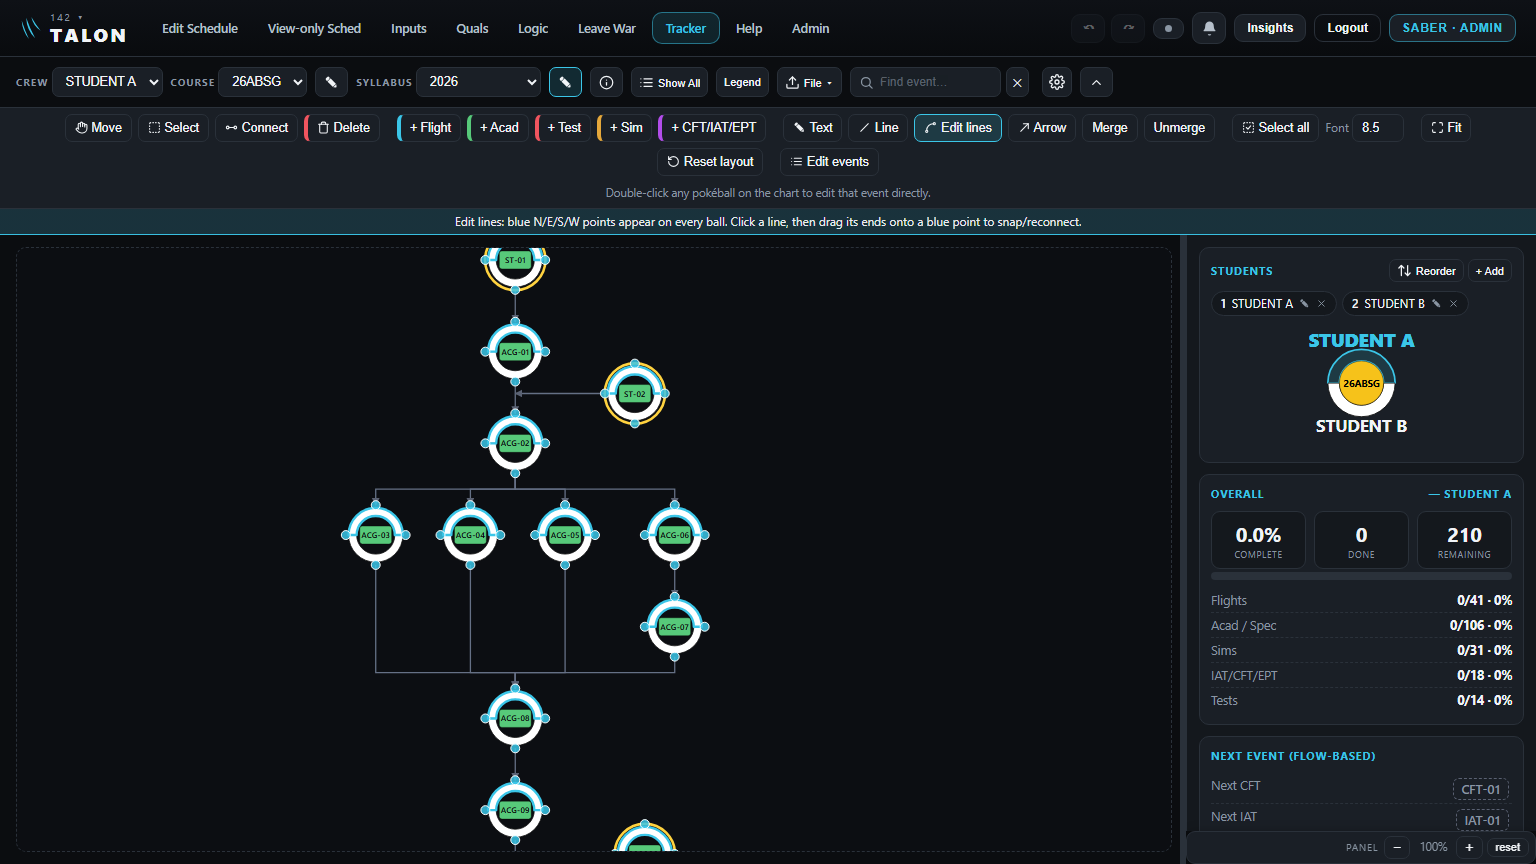 142
TALON
Edit Schedule
View-only Sched
Inputs
Quals
Logic
Leave War
Tracker
Help
Admin
Insights
Logout
SABER · ADMIN
CREW
STUDENT A
COURSE
26ABSG
SYLLABUS
2026
Show All
Legend
File
Find event…
Move
Select
Connect
Delete
+ Flight
+ Acad
+ Test
+ Sim
+ CFT/IAT/EPT
Text
Line
Edit lines
Arrow
Merge
Unmerge
Select all
Font
8.5
Fit
Reset layout
Edit events
Double-click any pokéball on the chart to edit that event directly.
Edit lines: blue N/E/S/W points appear on every ball. Click a line, then drag its ends onto a blue point to snap/reconnect.
ST-01
ACG-01
ST-02
ACG-02
ACG-03
ACG-04
ACG-05
ACG-06
ACG-07
ACG-08
ACG-09
STUDENTS
Reorder
+ Add
1 STUDENT A
2 STUDENT B
STUDENT A
26ABSG
STUDENT B
OVERALL
— STUDENT A
0.0%
COMPLETE
0
DONE
210
REMAINING
Flights
0/41 · 0%
Acad / Spec
0/106 · 0%
Sims
0/31 · 0%
IAT/CFT/EPT
0/18 · 0%
Tests
0/14 · 0%
NEXT EVENT (FLOW-BASED)
Next CFT
CFT-01
Next IAT
IAT-01
PANEL
100%
reset